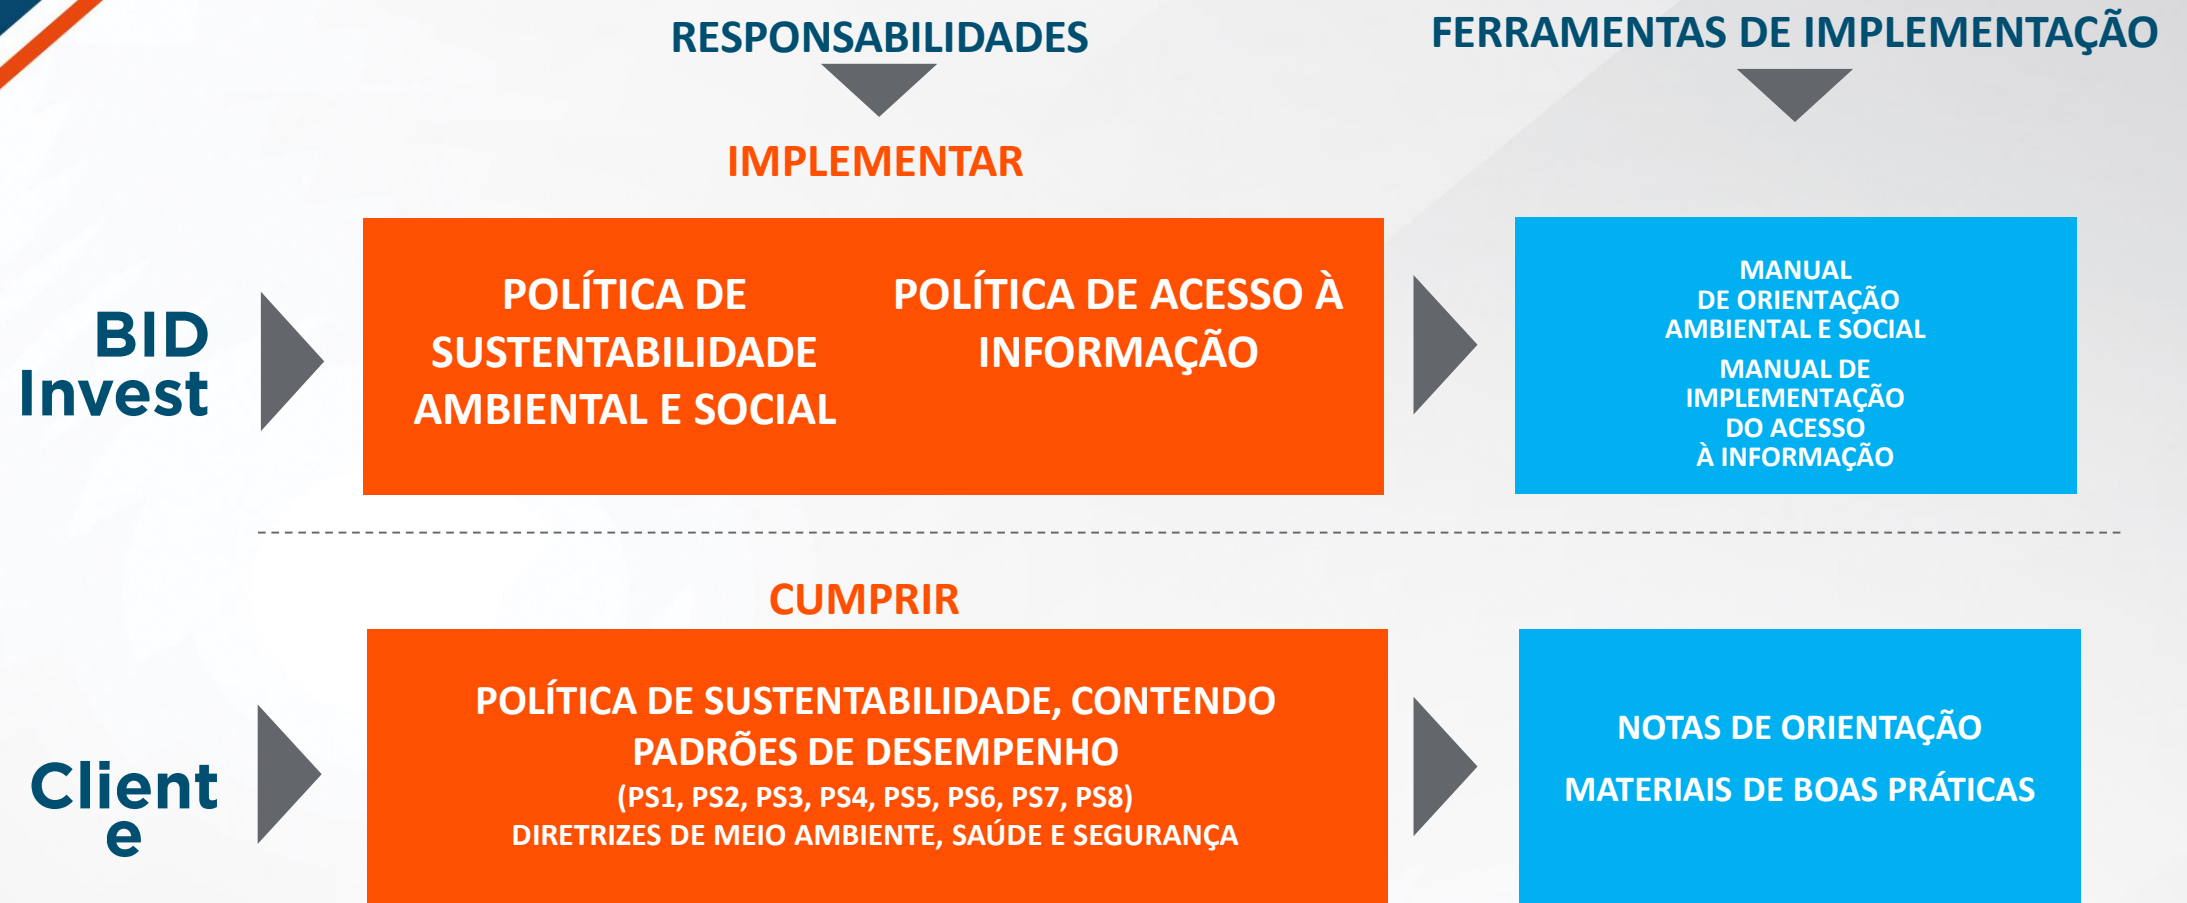 RESPONSABILIDADES
FERRAMENTAS DE IMPLEMENTAÇÃO
IMPLEMENTAR
BID
Invest
POLÍTICA DE
SUSTENTABILIDADE
AMBIENTAL E SOCIAL
POLÍTICA DE ACESSO À
INFORMAÇÃO
MANUAL
DE ORIENTAÇÃO
AMBIENTAL E SOCIAL
MANUAL DE
IMPLEMENTAÇÃO
DO ACESSO
À INFORMAÇÃO
CUMPRIR
Client
e
POLÍTICA DE SUSTENTABILIDADE, CONTENDO
PADRÕES DE DESEMPENHO
(PS1, PS2, PS3, PS4, PS5, PS6, PS7, PS8)
DIRETRIZES DE MEIO AMBIENTE, SAÚDE E SEGURANÇA
NOTAS DE ORIENTAÇÃO
MATERIAIS DE BOAS PRÁTICAS